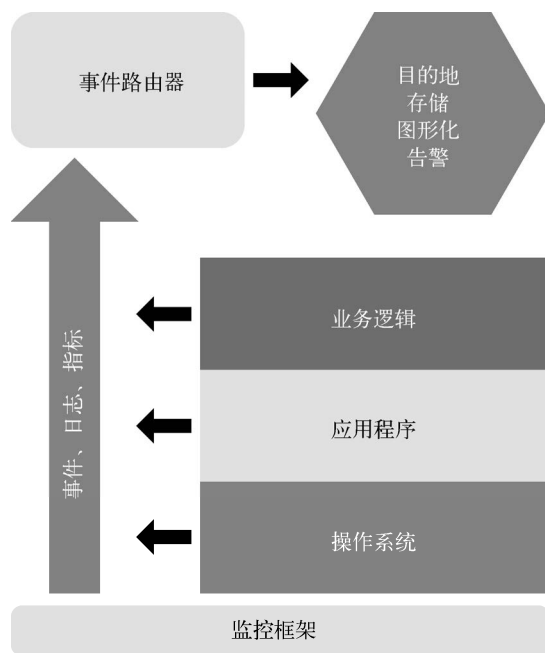 事件路由器
目的地
存储
图形化
告警
事件、日志、指标
业务逻辑
应用程序
操作系统
监控框架